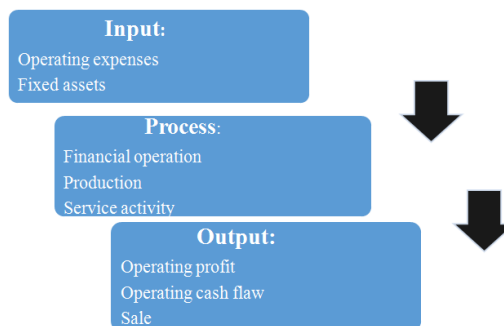 Input:
Operating expenses
Fixed assets
Process:
Financial operation
Production
Service activity
Output:
Operating profit
Operating cash flaw
Sale